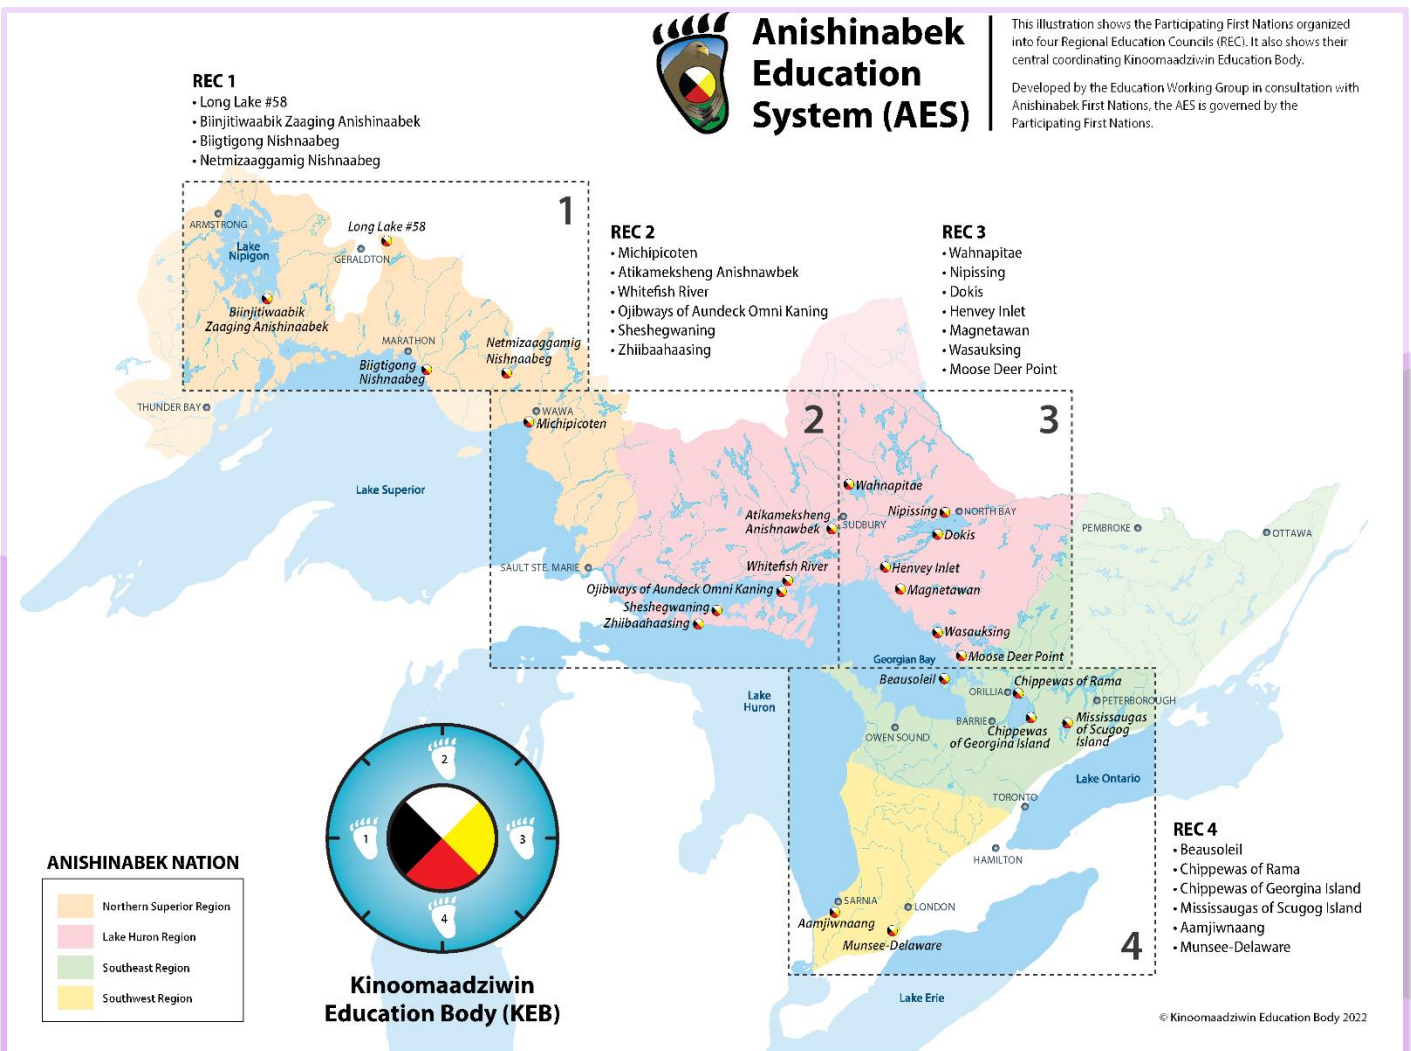 Anishinabek
Education
System (AES)
This illustration shows the Participating First Nations organized
into four Regional Education Councils (REC). It also shows their
central coordinating Kinoomaadziwin Education Body.
Developed by the Education Working Group in consultation with
Anishinabek First Nations, the AES is governed by the
Participating First Nations.
REC 1
• Long Lake #58
• Biinjitiwaabik Zaaging Anishinaabek
• Biigtigong Nishnaabeg
• Netmizaaggamig Nishnaabeg
1
ARMSTRONG
Lake
Nipigon
Long Lake #58
GERALDTON
Biinjitiwaabik
Zaaging Anishinaabek
MARATHON
Biigtigong
Nishnaabeg
Netmizaaggamig
Nishnaabeg
THUNDER BAY
REC 2
• Michipicoten
• Atikameksheng Anishnawbek
• Whitefish River
• Ojibways of Aundeck Omni Kaning
• Sheshegwaning
• Zhiibaahaasing
REC 3
• Wahnapitae
• Nipissing
• Dokis
• Henvey Inlet
• Magnetawan
• Wasauksing
• Moose Deer Point
2
3
WAWA
Michipicoten
Lake Superior
Wahnapitae
Atikameksheng
Anishnawbek
SUDBURY
Nipissing
NORTH BAY
Dokis
PEMBROKE
OTTAWA
SAULT STE. MARIE
Whitefish River
Ojibways of Aundeck Omni Kaning
Sheshegwaning
Zhiibaahaasing
Henvey Inlet
Magnetawan
Wasauksing
Moose Deer Point
Georgian Bay
Beausoleil
Lake
Huron
ORILLIA
Chippewas of Rama
PETERBOROUGH
BARRIE
OWEN SOUND
Chippewas
of Georgina Island
Mississaugas
of Scugog
Island
Lake Ontario
TORONTO
HAMILTON
SARNIA
Aamjiwnaang
LONDON
Munsee-Delaware
4
Lake Erie
REC 4
• Beausoleil
• Chippewas of Rama
• Chippewas of Georgina Island
• Mississaugas of Scugog Island
• Aamjiwnaang
• Munsee-Delaware
2
1
3
4
Kinoomaadziwin
Education Body (KEB)
ANISHINABEK NATION
Northern Superior Region
Lake Huron Region
Southeast Region
Southwest Region
© Kinoomaadziwin Education Body 2022